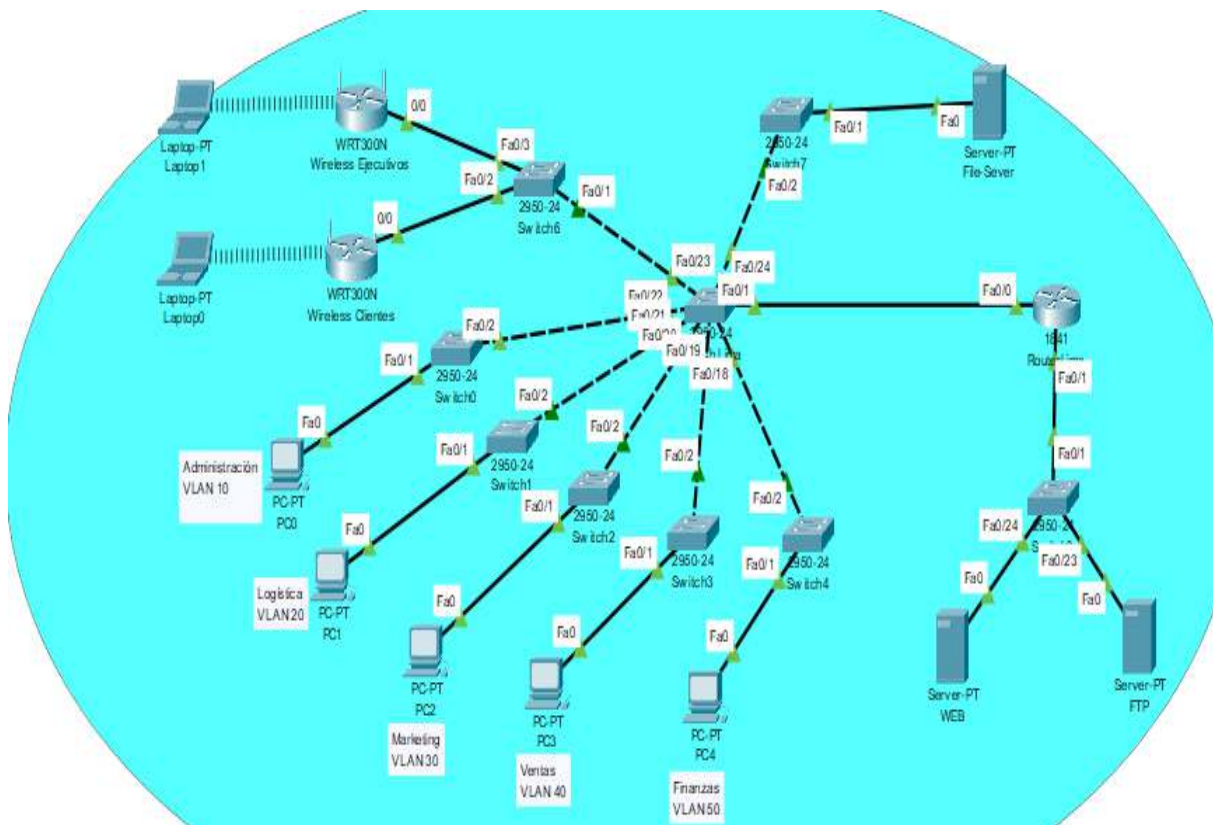 0/0
Laptop-PT
Laptop1
WRT300N
Wireless Ejecutivos
Fa0/3
Fa0/2
0/0
2950-24
Switch6
Fa0/1
Laptop-PT
Laptop0
WRT300N
Wireless Clientes
2950-24
Switch7
Fa0/1
Fa0
Fa0/2
Server-PT
File-Sever
Fa0/23
Fa0/24
Fa0/1
Fa0/22
Fa0/21
Fa0/19
Fa0/18
Fa0/0
1841
Fa0/1
Fa0/2
Fa0/1
2950-24
Switch0
Fa0
Administración
VLAN 10
PC-PT
PC0
Fa0/2
Fa0/1
2950-24
Switch1
Fa0
Logística
VLAN 20
PC-PT
PC1
Fa0/2
Fa0/1
2950-24
Switch2
Fa0
PC-PT
PC2
Marketing
VLAN 30
Fa0/2
Fa0/1
2950-24
Switch3
Fa0
PC-PT
PC3
Ventas
VLAN 40
Fa0/2
Fa0/1
2950-24
Switch4
Fa0
PC-PT
PC4
Finanzas
VLAN 50
Fa0/1
2950-24
Fa0/24
Fa0/23
Fa0
Fa0
Server-PT
WEB
Server-PT
FTP